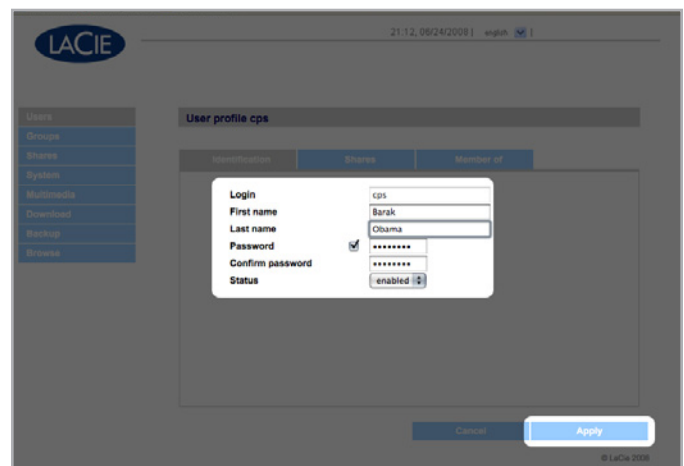 LACIE
21:12, 06/24/2008 | english |
Users
Groups
Shares
System
Multimedia
Download
Backup
Browse
User profile cps
Identification Shares Member of
Login cps
First name Barak
Last name Obama
Password ••••••••
Confirm password ••••••••
Status enabled
Cancel Apply
© LaCie 2008